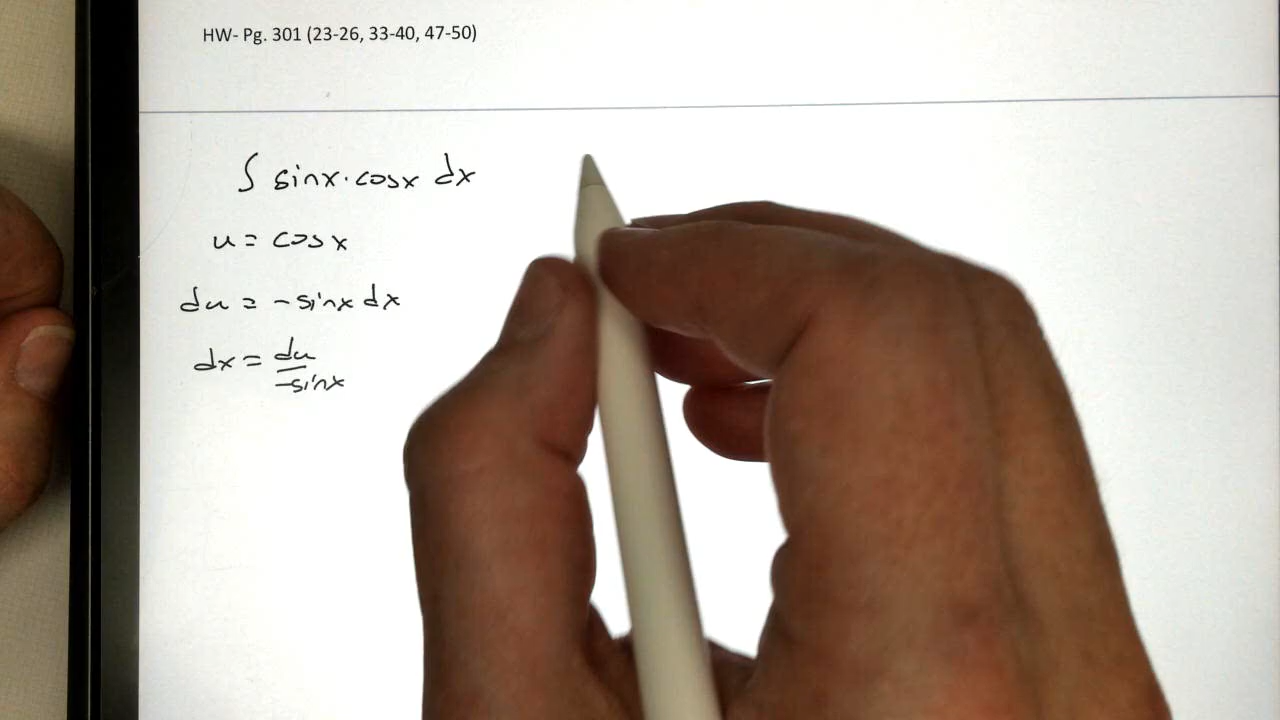 HW- Pg. 301 (23-26, 33-40, 47-50)
∫ sinx·cosx dx
u = cosx
du = -sinx dx
dx = du/-sinx